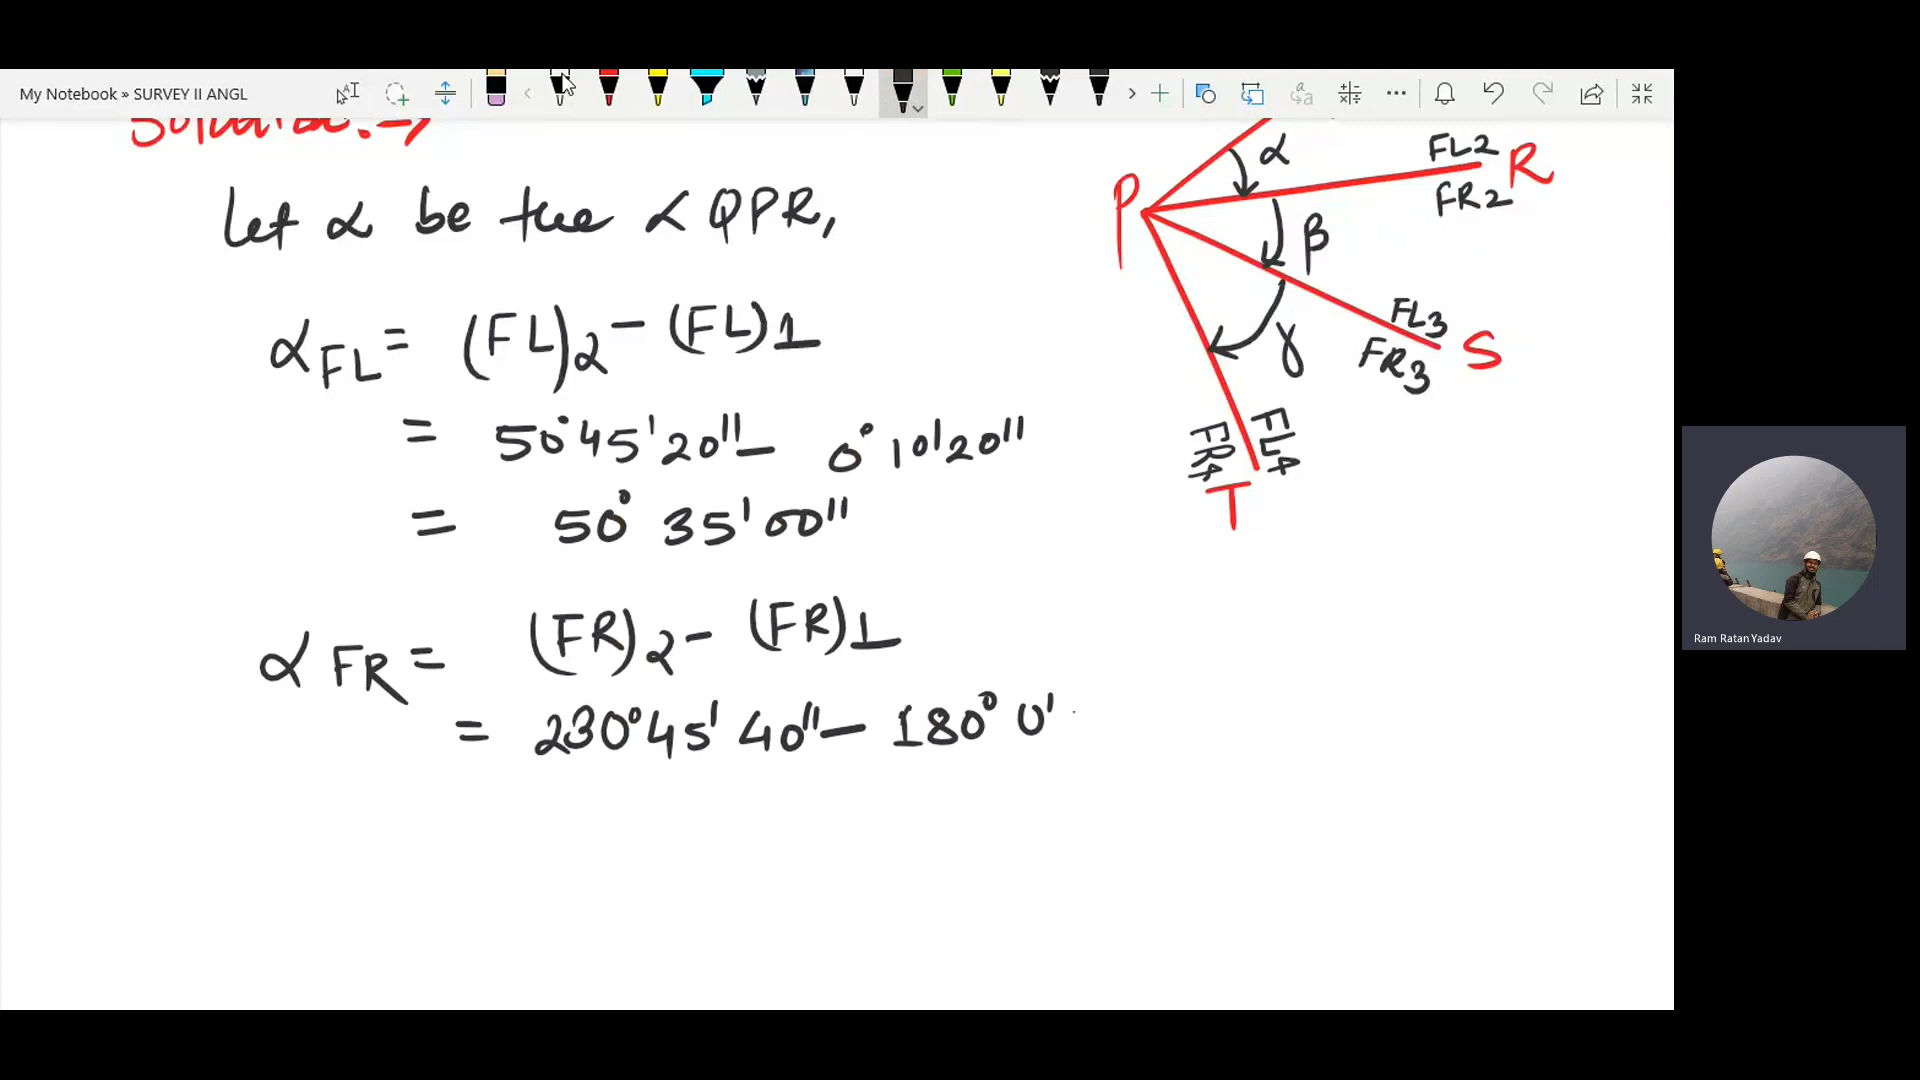 My Notebook » SURVEY II ANGL
Let α be the ∠ QPR,
α FL = (FL)2 - (FL)1
= 50°45'20" - 0°10'20"
= 50° 35' 00"
α FR = (FR)2 - (FR)1
= 230°45' 40" - 180° 0'
P
α
FL2
FR2
R
β
FL3
FR3
S
γ
FL4
FR4
T
Ram Ratan Yadav